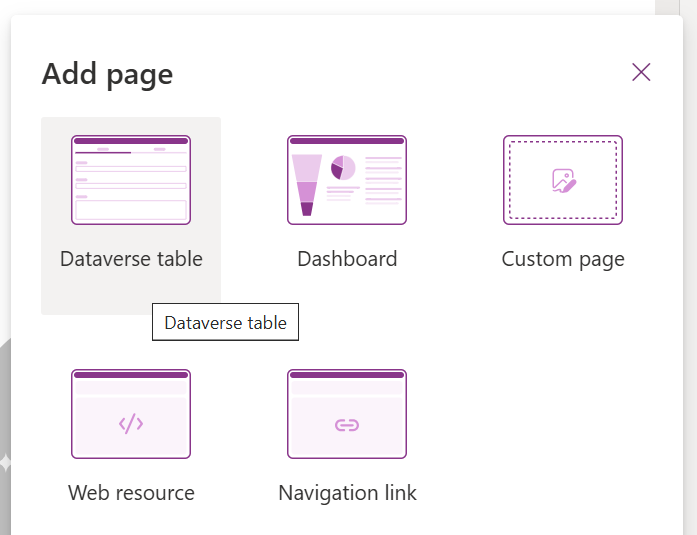 Add page
Dataverse table
Dashboard
Custom page
Dataverse table
Web resource
Navigation link